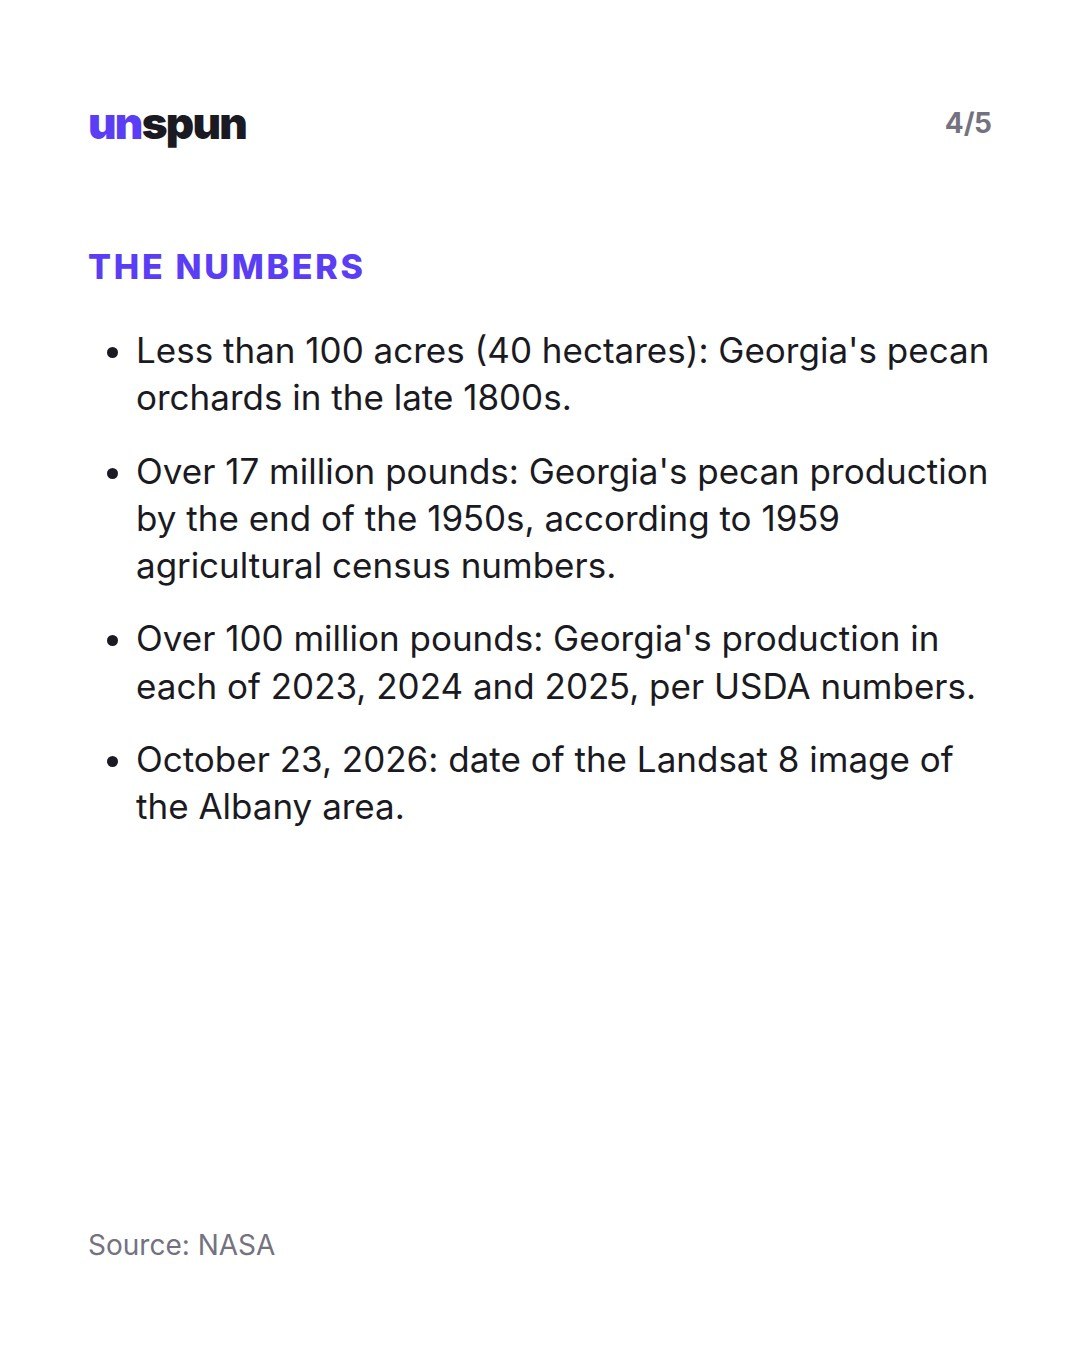 unspun
4/5
THE NUMBERS
• Less than 100 acres (40 hectares): Georgia's pecan
orchards in the late 1800s.
• Over 17 million pounds: Georgia's pecan production
by the end of the 1950s, according to 1959
agricultural census numbers.
• Over 100 million pounds: Georgia's production in
each of 2023, 2024 and 2025, per USDA numbers.
• October 23, 2026: date of the Landsat 8 image of
the Albany area.
Source: NASA